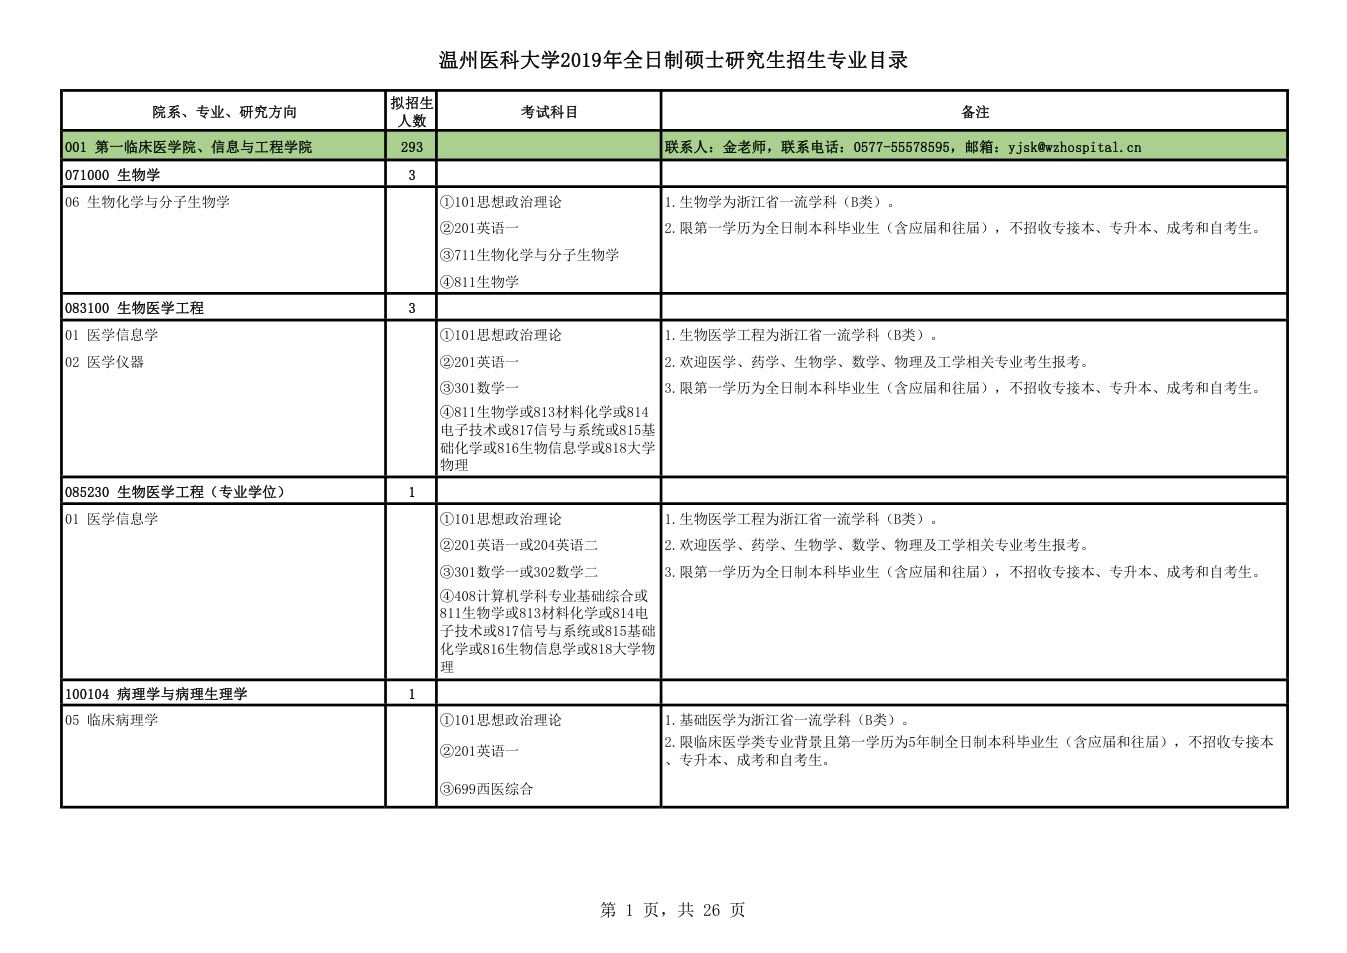 温州医科大学2019年全日制硕士研究生招生专业目录
院系、专业、研究方向 拟招生人数 考试科目 备注
001 第一临床医学院、信息与工程学院 293 联系人：金老师，联系电话：0577-55578595，邮箱：yjsk@wzhospital.cn
071000 生物学 3
06 生物化学与分子生物学 ①101思想政治理论 1.生物学为浙江省一流学科（B类）。
②201英语一 2.限第一学历为全日制本科毕业生（含应届和往届），不招收专接本、专升本、成考和自考生。
③711生物化学与分子生物学
④811生物学
083100 生物医学工程 3
01 医学信息学 ①101思想政治理论 1.生物医学工程为浙江省一流学科（B类）。
02 医学仪器 ②201英语一 2.欢迎医学、药学、生物学、数学、物理及工学相关专业考生报考。
③301数学一 3.限第一学历为全日制本科毕业生（含应届和往届），不招收专接本、专升本、成考和自考生。
④811生物学或813材料化学或814
电子技术或817信号与系统或815基
础化学或816生物信息学或818大学
物理
085230 生物医学工程（专业学位） 1
01 医学信息学 ①101思想政治理论 1.生物医学工程为浙江省一流学科（B类）。
②201英语一或204英语二 2.欢迎医学、药学、生物学、数学、物理及工学相关专业考生报考。
③301数学一或302数学二 3.限第一学历为全日制本科毕业生（含应届和往届），不招收专接本、专升本、成考和自考生。
④408计算机学科专业基础综合或
811生物学或813材料化学或814电
子技术或817信号与系统或815基础
化学或816生物信息学或818大学物
理
100104 病理学与病理生理学 1
05 临床病理学 ①101思想政治理论 1.基础医学为浙江省一流学科（B类）。
②201英语一 2.限临床医学类专业背景且第一学历为5年制全日制本科毕业生（含应届和往届），不招收专接本
、专升本、成考和自考生。
③699西医综合
第 1 页，共 26 页